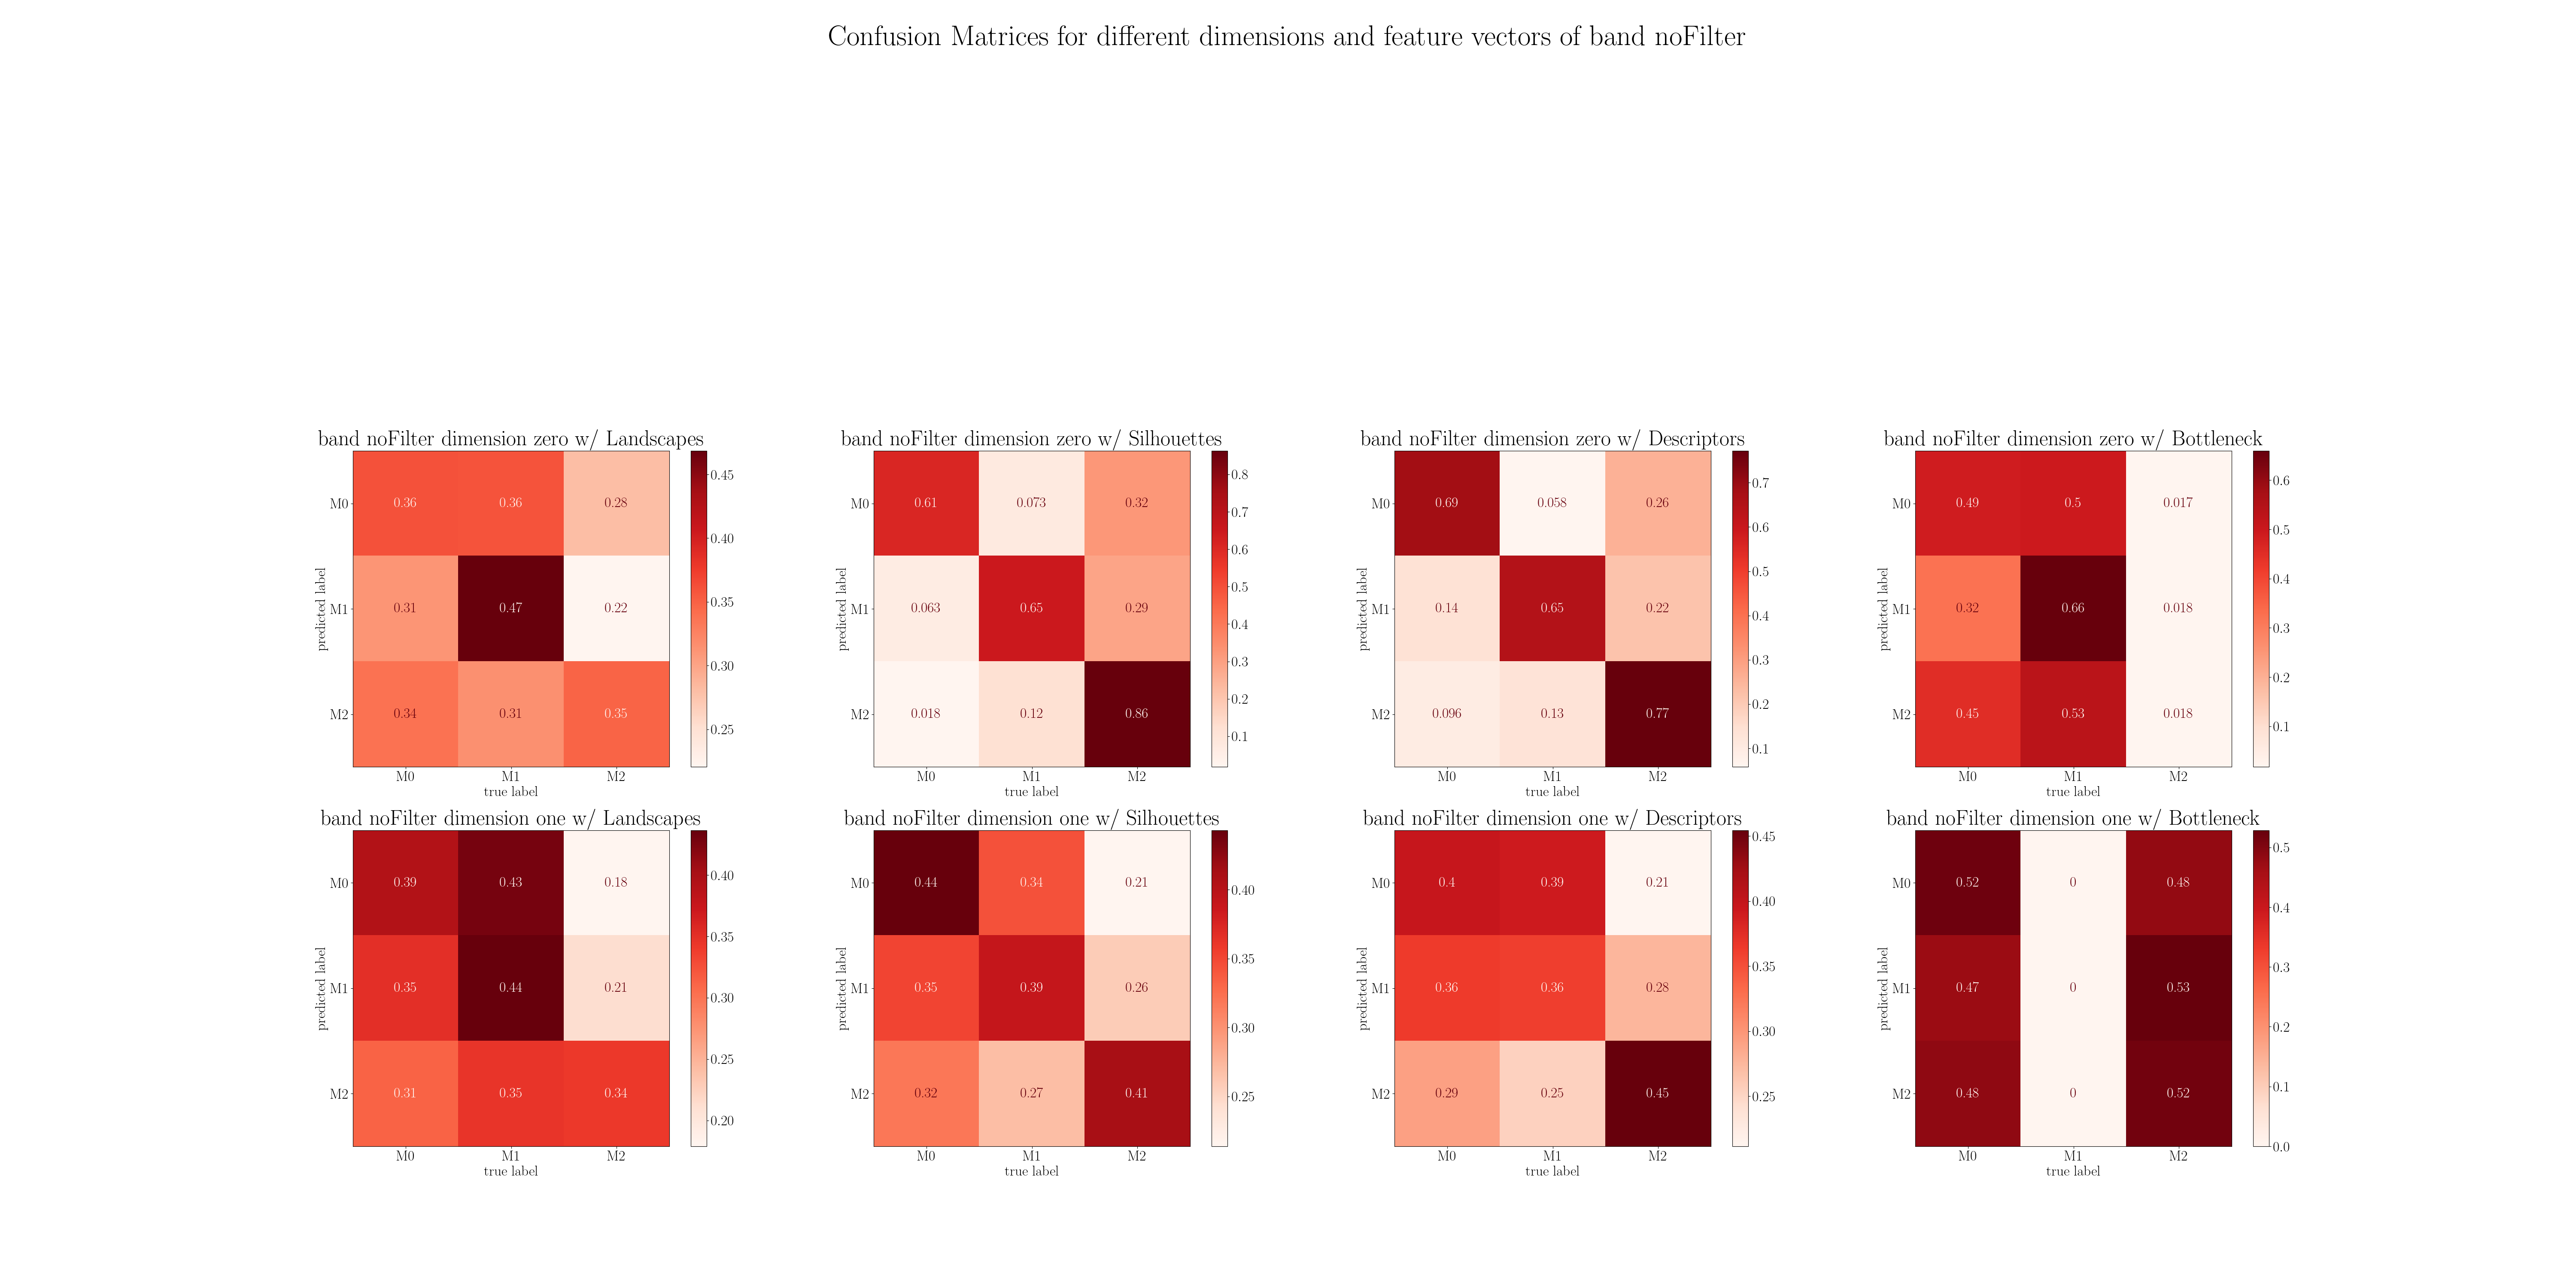 Confusion Matrices for different dimensions and feature vectors of band noFilter
band noFilter dimension zero w/ Landscapes
predicted label
M0
0.36 0.36 0.28
M1
0.31 0.47 0.22
M2
0.34 0.31 0.35
M0 M1 M2
true label
0.45
0.40
0.35
0.30
0.25
band noFilter dimension zero w/ Silhouettes
predicted label
M0
0.61 0.073 0.32
M1
0.063 0.65 0.29
M2
0.018 0.12 0.86
M0 M1 M2
true label
0.8
0.7
0.6
0.5
0.4
0.3
0.2
0.1
band noFilter dimension zero w/ Descriptors
predicted label
M0
0.69 0.058 0.26
M1
0.14 0.65 0.22
M2
0.096 0.13 0.77
M0 M1 M2
true label
0.7
0.6
0.5
0.4
0.3
0.2
0.1
band noFilter dimension zero w/ Bottleneck
predicted label
M0
0.49 0.5 0.017
M1
0.32 0.66 0.018
M2
0.45 0.53 0.018
M0 M1 M2
true label
0.6
0.5
0.4
0.3
0.2
0.1
band noFilter dimension one w/ Landscapes
predicted label
M0
0.39 0.43 0.18
M1
0.35 0.44 0.21
M2
0.31 0.35 0.34
M0 M1 M2
true label
0.40
0.35
0.30
0.25
0.20
band noFilter dimension one w/ Silhouettes
predicted label
M0
0.44 0.34 0.21
M1
0.35 0.39 0.26
M2
0.32 0.27 0.41
M0 M1 M2
true label
0.40
0.35
0.30
0.25
band noFilter dimension one w/ Descriptors
predicted label
M0
0.4 0.39 0.21
M1
0.36 0.36 0.28
M2
0.29 0.25 0.45
M0 M1 M2
true label
0.45
0.40
0.35
0.30
0.25
band noFilter dimension one w/ Bottleneck
predicted label
M0
0.52 0 0.48
M1
0.47 0 0.53
M2
0.48 0 0.52
M0 M1 M2
true label
0.5
0.4
0.3
0.2
0.1
0.0